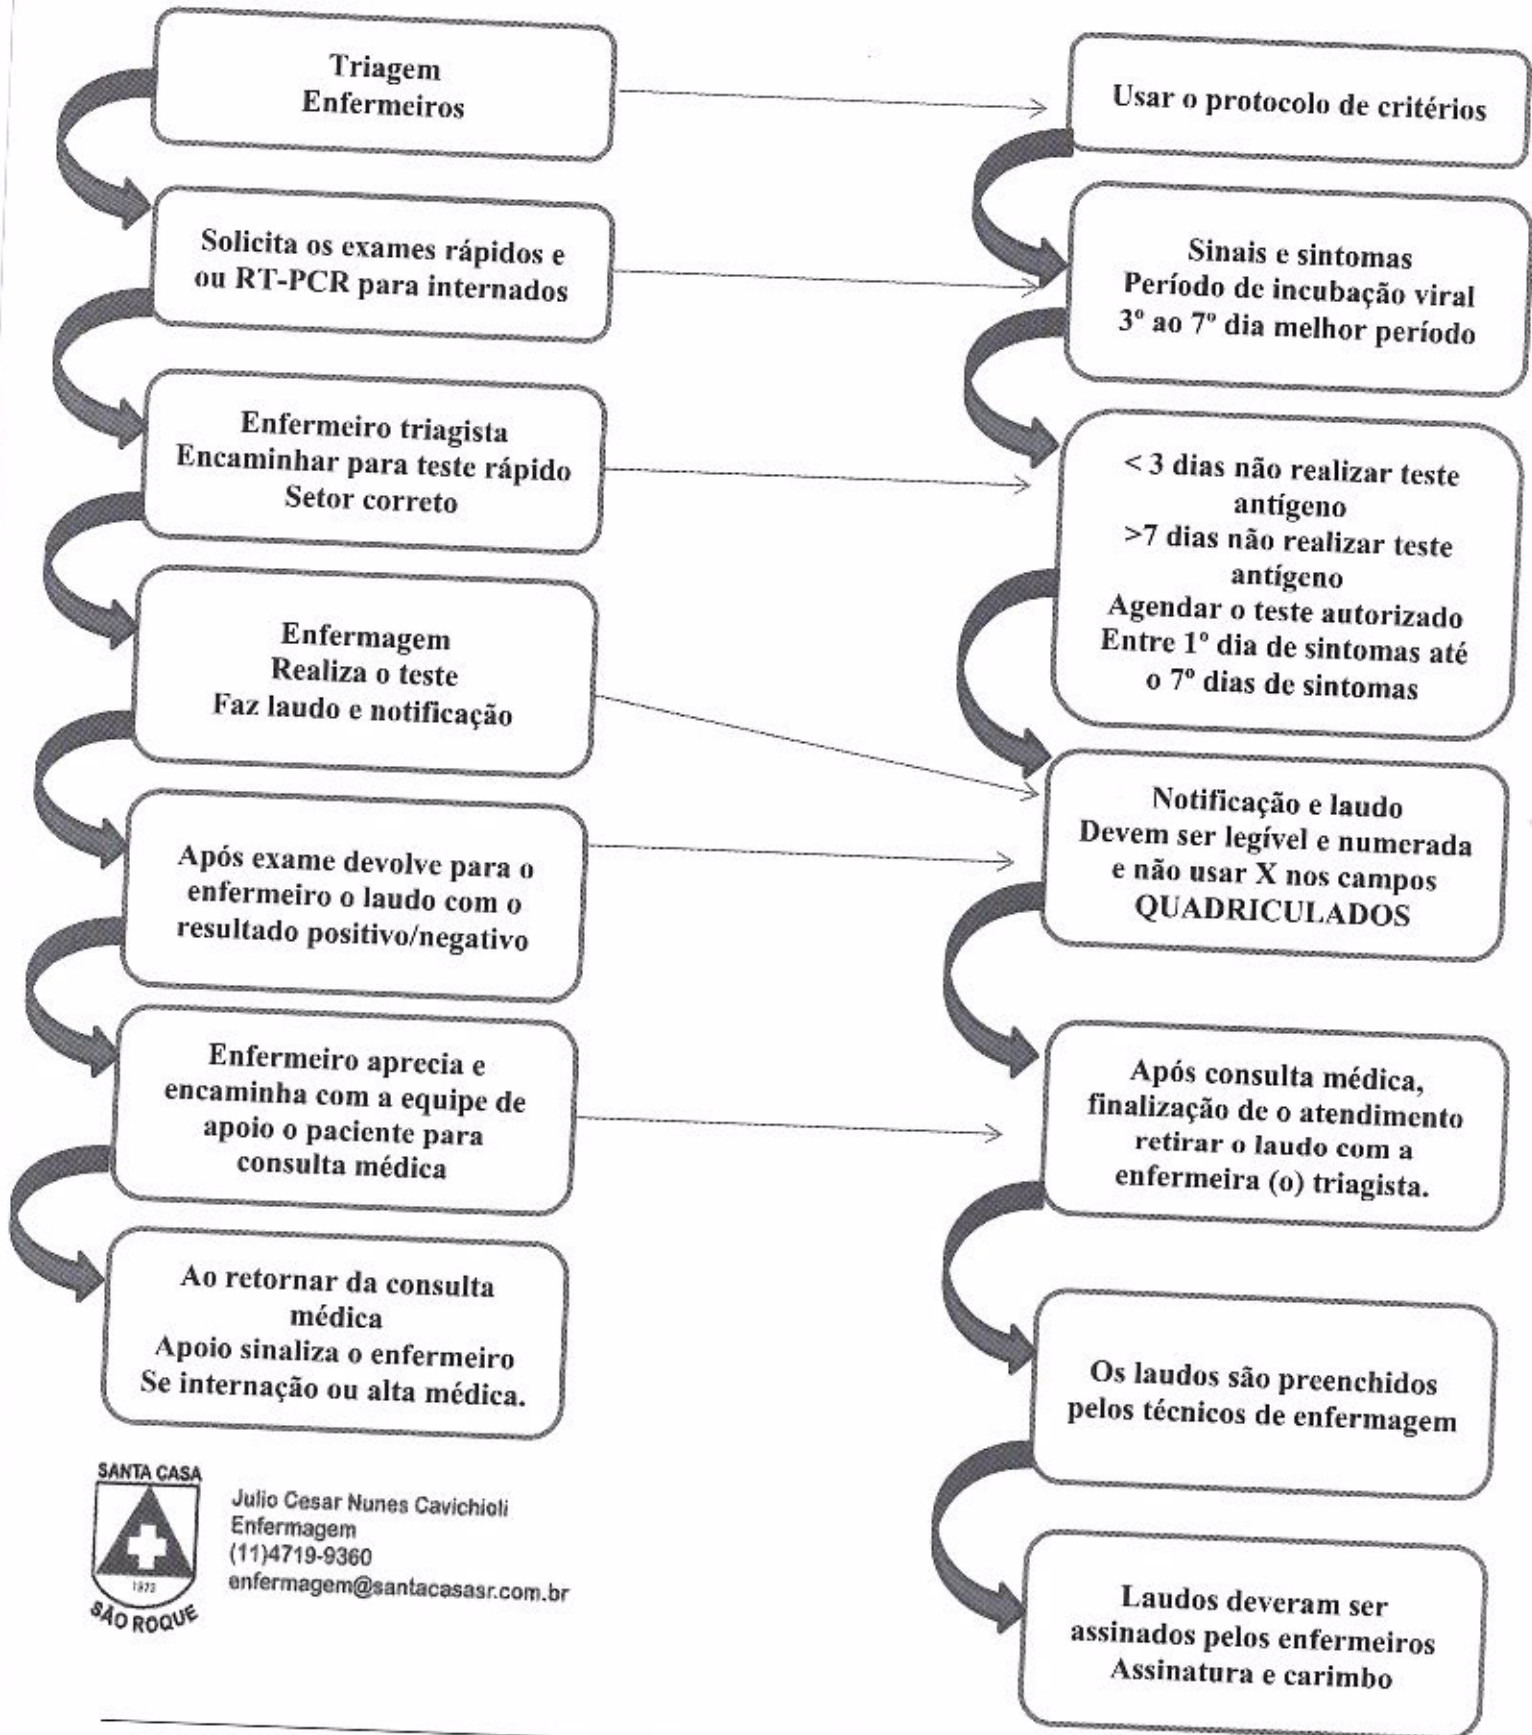 Triagem
Enfermeiros
Solicita os exames rápidos e
ou RT-PCR para internados
Enfermeiro triagista
Encaminhar para teste rápido
Setor correto
Enfermagem
Realiza o teste
Faz laudo e notificação
Após exame devolve para o
enfermeiro o laudo com o
resultado positivo/negativo
Enfermeiro aprecia e
encaminha com a equipe de
apoio o paciente para
consulta médica
Ao retornar da consulta
médica
Apoio sinaliza o enfermeiro
Se internação ou alta médica.
Usar o protocolo de critérios
Sinais e sintomas
Período de incubação viral
3º ao 7º dia melhor período
< 3 dias não realizar teste
antígeno
>7 dias não realizar teste
antígeno
Agendar o teste autorizado
Entre 1º dia de sintomas até
o 7º dias de sintomas
Notificação e laudo
Devem ser legível e numerada
e não usar X nos campos
QUADRICULADOS
Após consulta médica,
finalização de o atendimento
retirar o laudo com a
enfermeira (o) triagista.
Os laudos são preenchidos
pelos técnicos de enfermagem
Laudos deveram ser
assinados pelos enfermeiros
Assinatura e carimbo
SANTA CASA
SÃO ROQUE
Julio Cesar Nunes Cavichioli
Enfermagem
(11)4719-9360
enfermagem@santacasasr.com.br